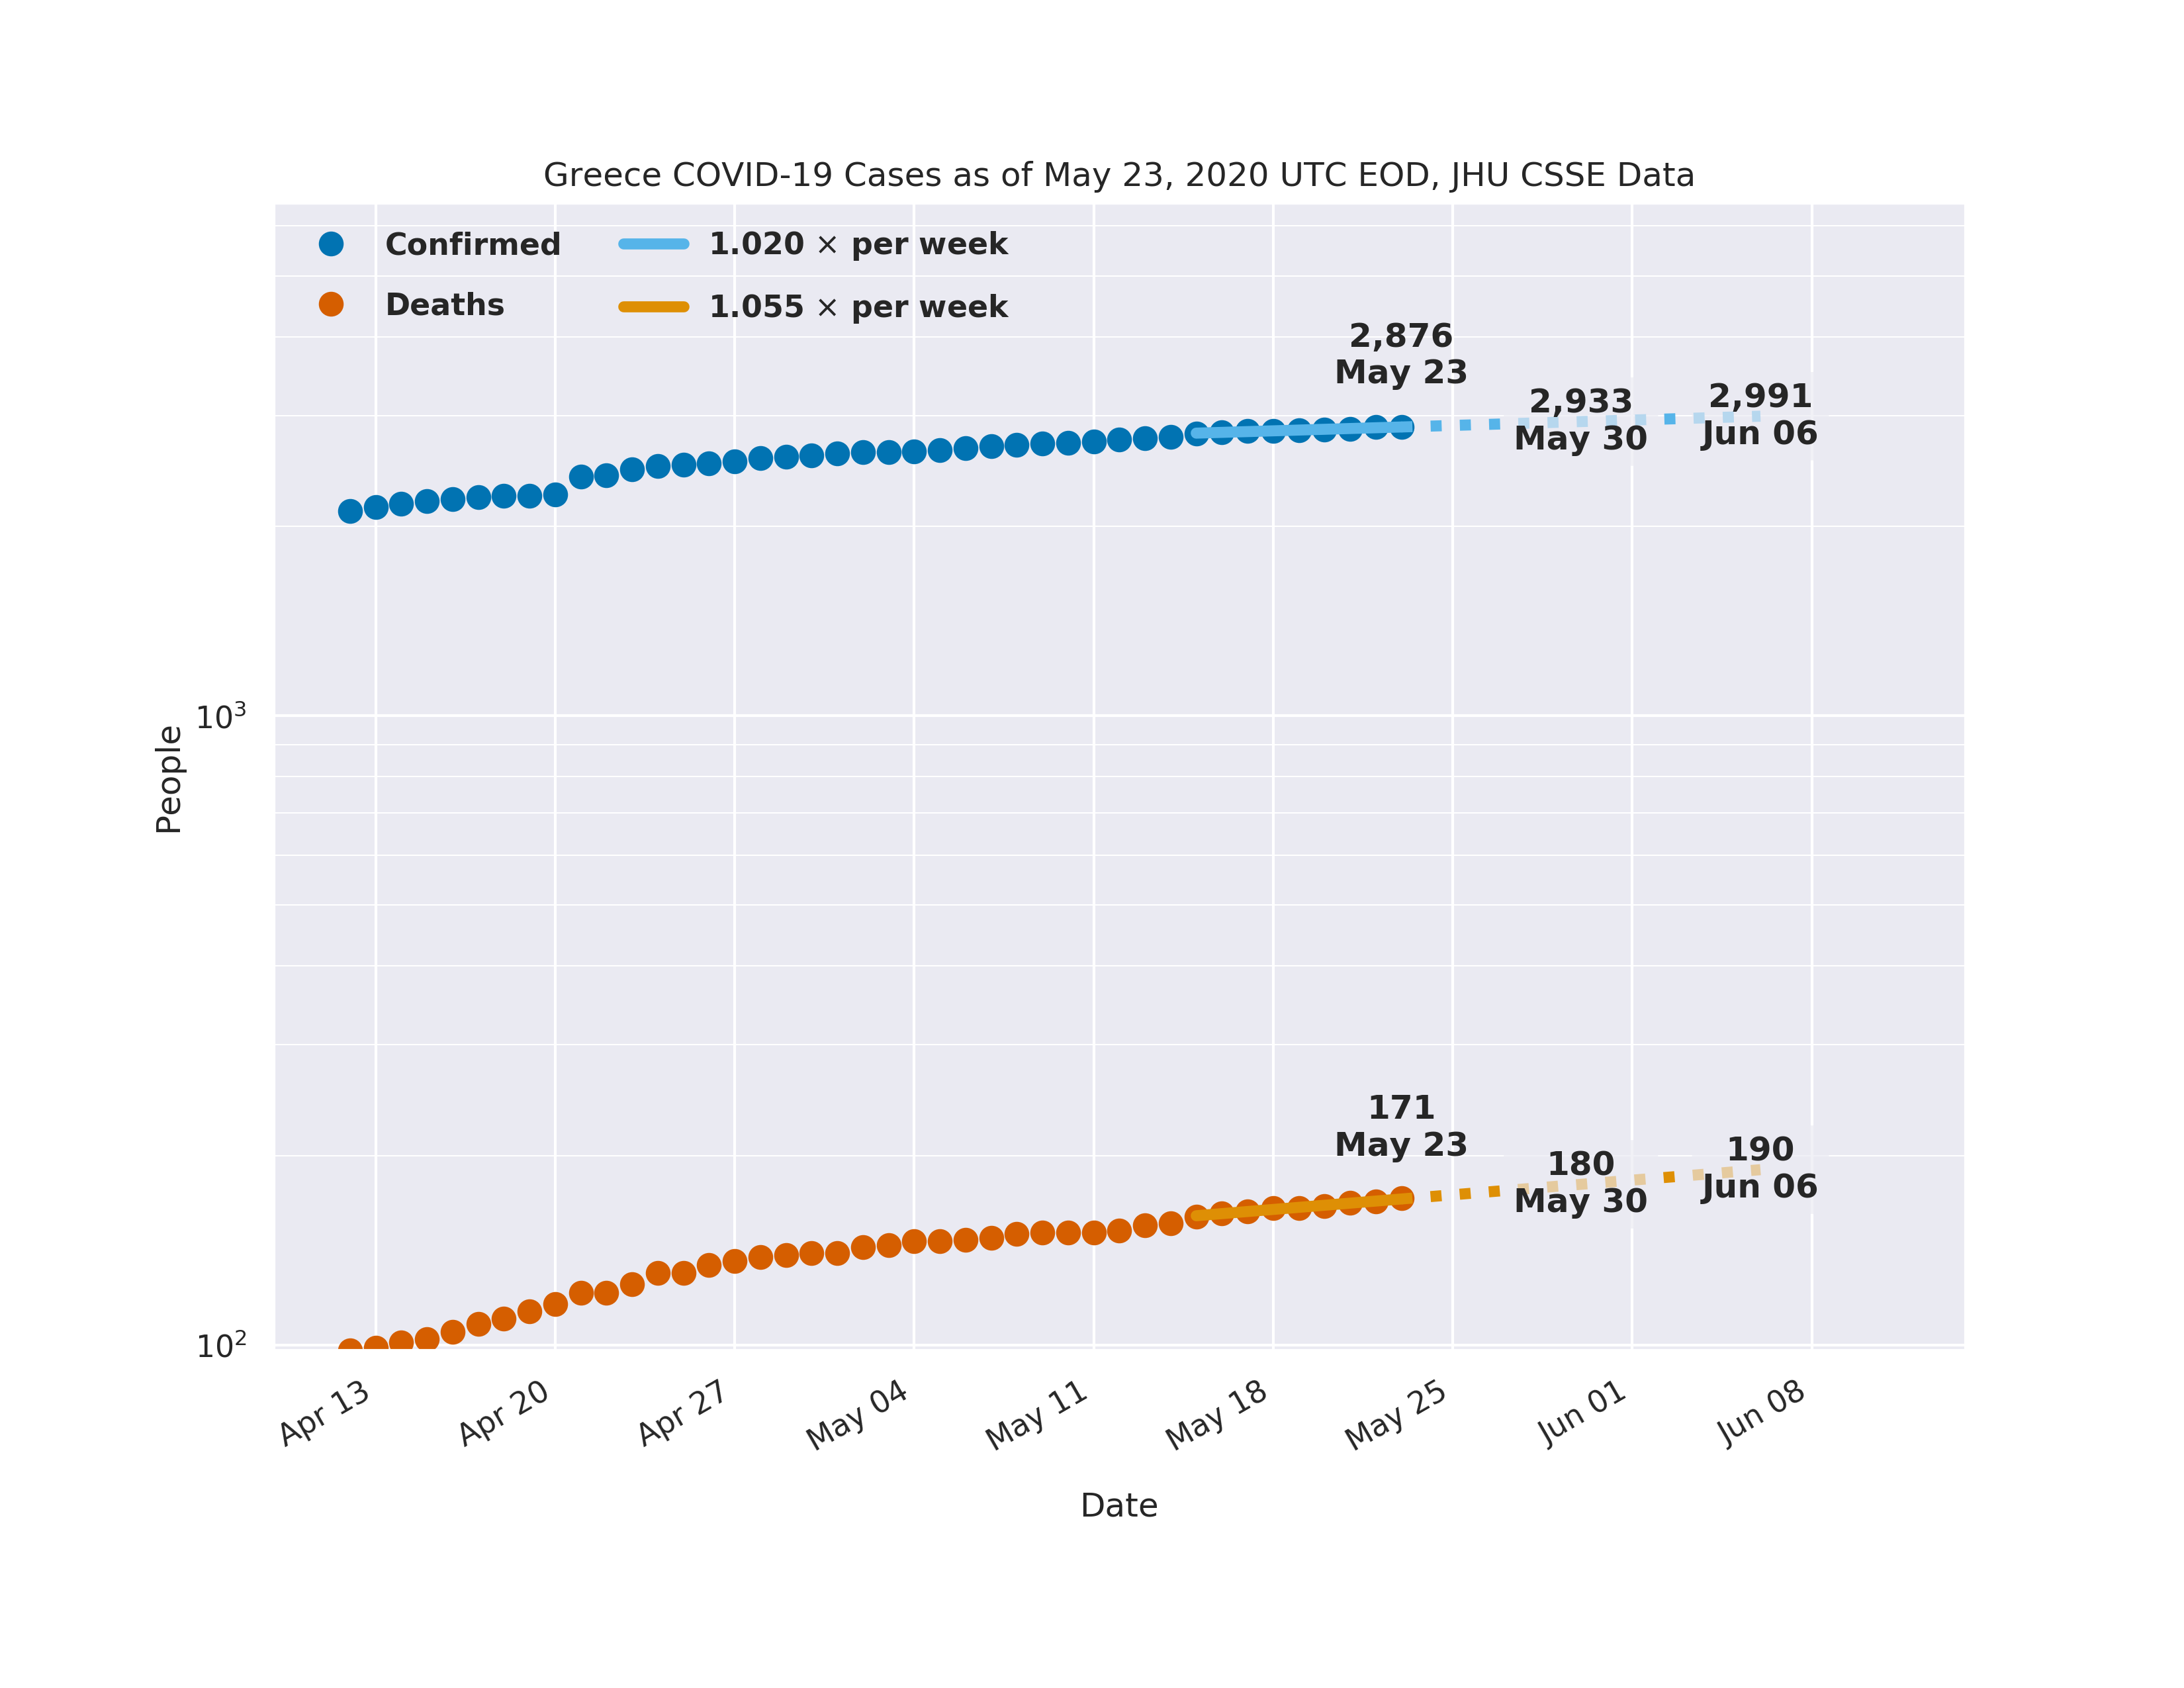 Greece COVID-19 Cases as of May 23, 2020 UTC EOD, JHU CSSE Data
Confirmed
Deaths
1.020 × per week
1.055 × per week
2,876
May 23
2,933
May 30
2,991
Jun 06
171
May 23
180
May 30
190
Jun 06
People
10³
10²
Apr 13
Apr 20
Apr 27
May 04
May 11
May 18
May 25
Jun 01
Jun 08
Date